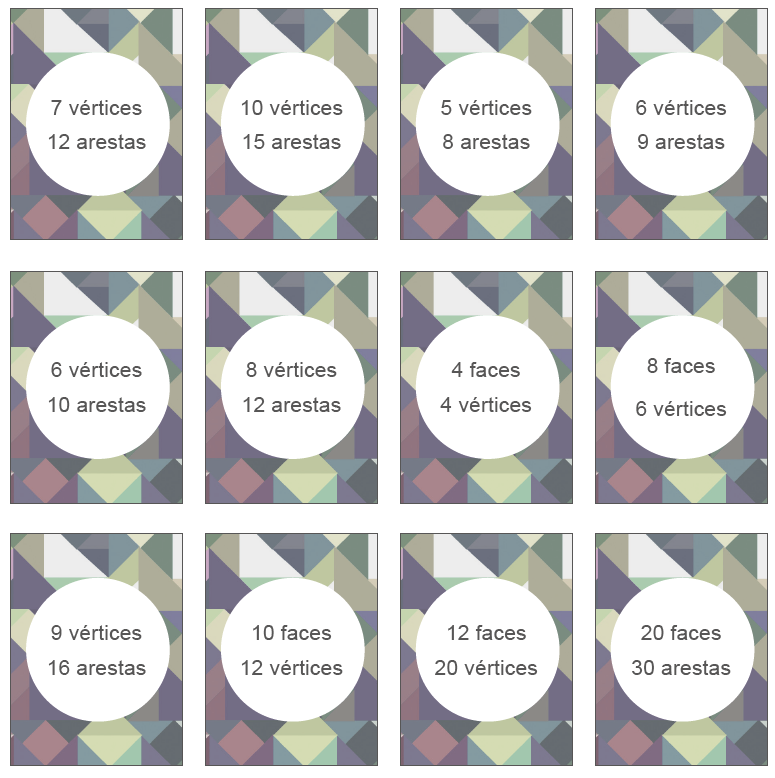 7 vértices
12 arestas
10 vértices
15 arestas
5 vértices
8 arestas
6 vértices
9 arestas
6 vértices
10 arestas
8 vértices
12 arestas
4 faces
4 vértices
8 faces
6 vértices
9 vértices
16 arestas
10 faces
12 vértices
12 faces
20 vértices
20 faces
30 arestas